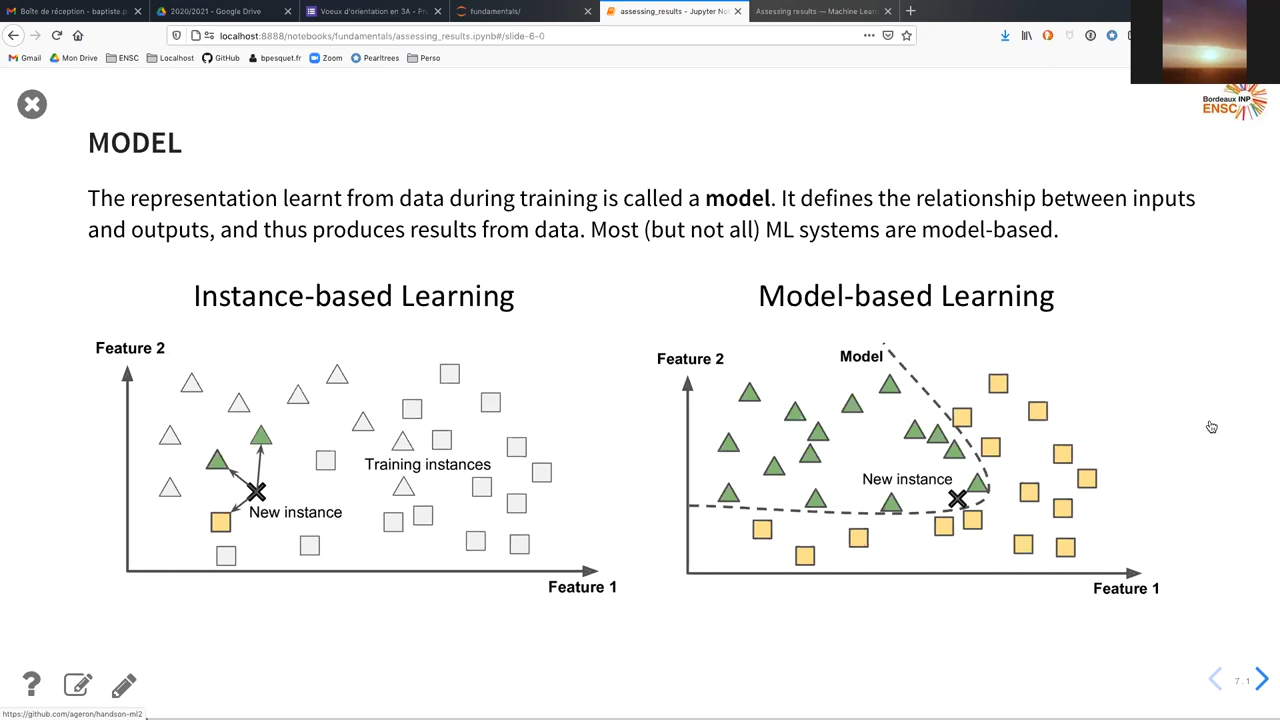 Boîte de réception - baptiste.p
2020/2021 - Google Drive
Voeux d'orientation en 3A - Pr
fundamentals/
assessing_results - Jupyter Not
Assessing results — Machine Lear
localhost:8888/notebooks/fundamentals/assessing_results.ipynb#/slide-6-0
Gmail
Mon Drive
ENSC
Localhost
GitHub
bpesquet.fr
Zoom
Pearltrees
Perso
Bordeaux INP
ENSC
MODEL
The representation learnt from data during training is called a model. It defines the relationship between inputs
and outputs, and thus produces results from data. Most (but not all) ML systems are model-based.
Instance-based Learning
Feature 2
Training instances
New instance
Feature 1
Model-based Learning
Feature 2
Model
New instance
Feature 1
?
7.1
https://github.com/ageron/handson-ml2